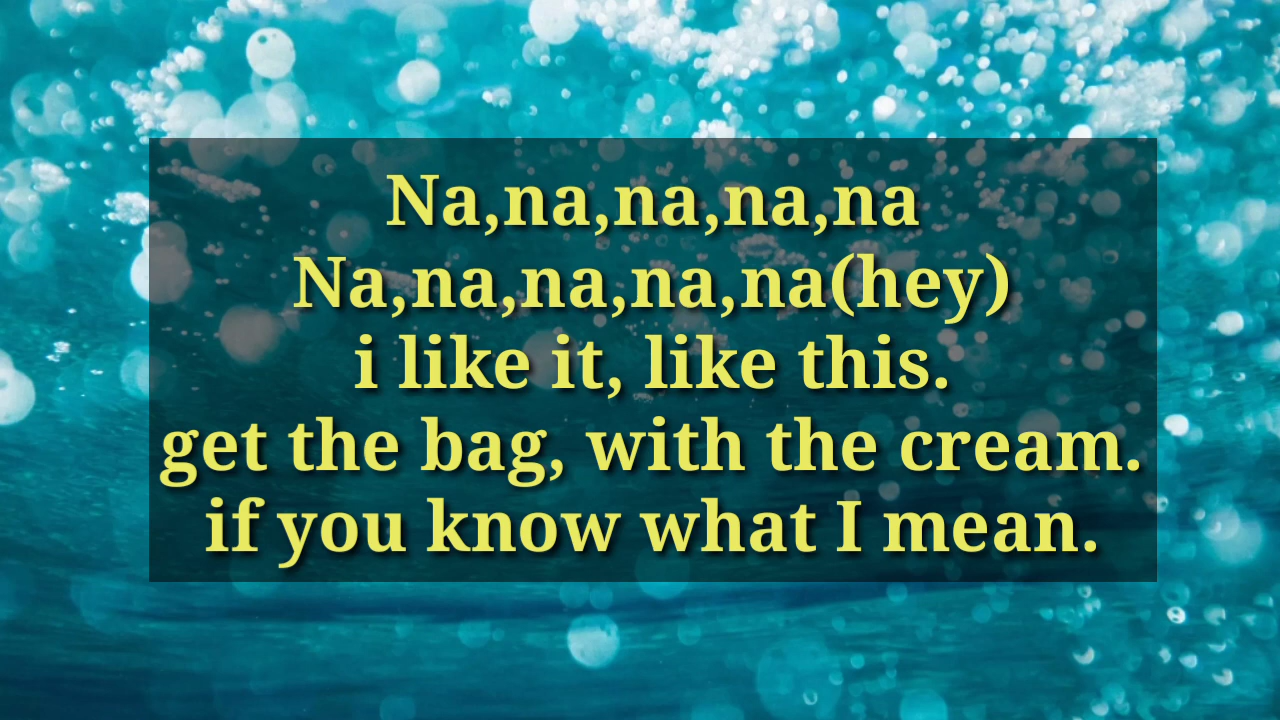 Na,na,na,na,na
Na,na,na,na,na(hey)
i like it, like this.
get the bag, with the cream.
if you know what I mean.